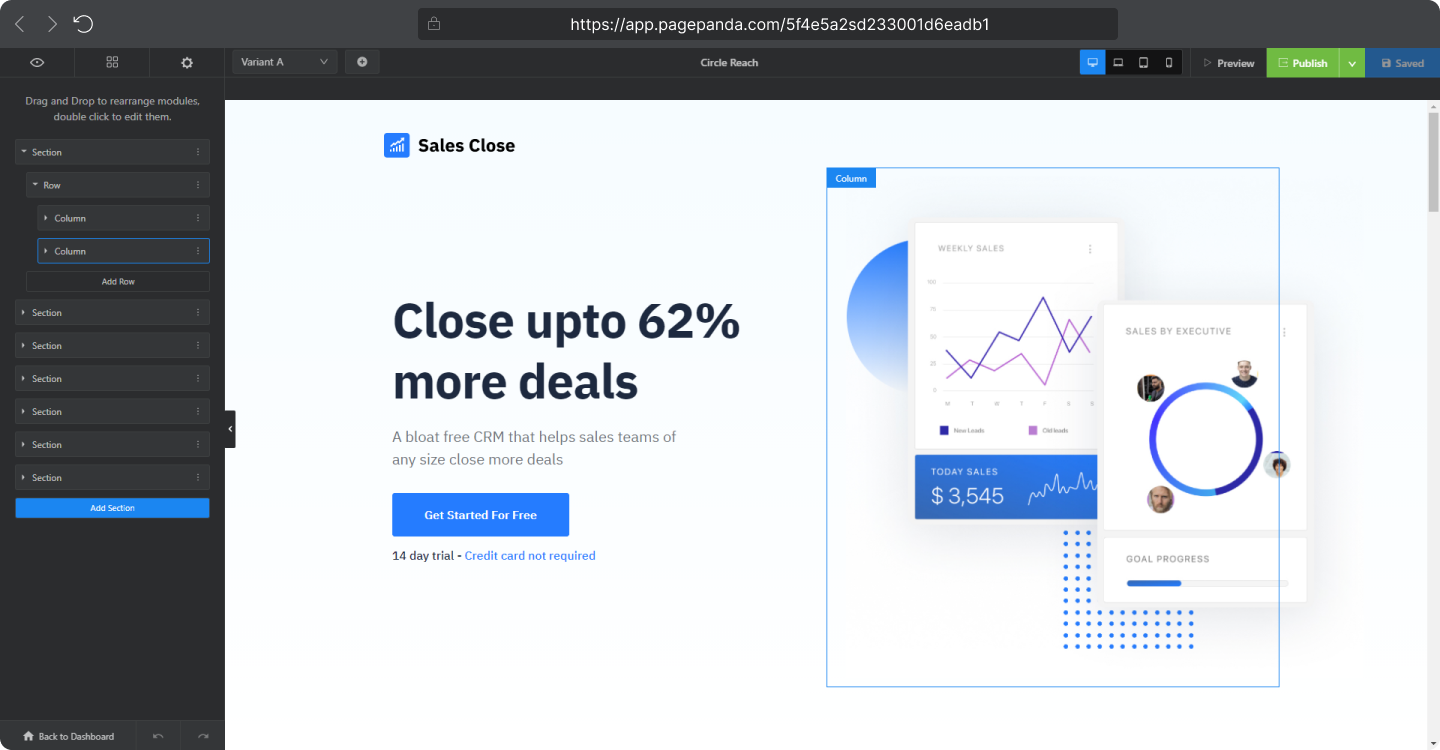 https://app.pagepanda.com/5f4e5a2sd233001d6eadb1
Variant A
Circle Reach
Preview
Publish
Saved
Drag and Drop to rearrange modules,
double click to edit them.
Section
Row
Column
Column
Add Row
Section
Section
Section
Section
Section
Section
Add Section
Back to Dashboard
Sales Close
Close upto 62%
more deals
A bloat free CRM that helps sales teams of
any size close more deals
Get Started For Free
14 day trial - Credit card not required
Column
WEEKLY SALES
100
75
50
25
0
M T W T F S S
New Leads Old leads
TODAY SALES
$ 3,545
SALES BY EXECUTIVE
GOAL PROGRESS